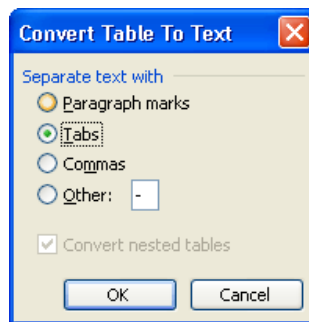 Convert Table To Text
Separate text with
Paragraph marks
Tabs
Commas
Other: -
Convert nested tables
OK Cancel